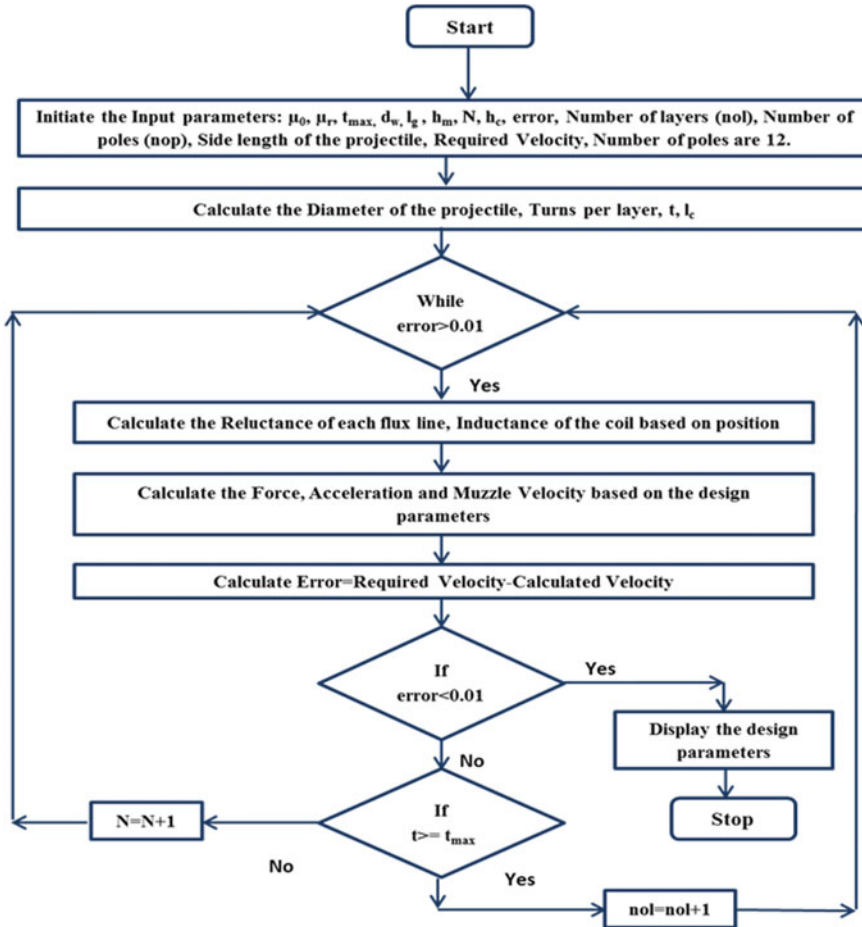 Start
Initiate the Input parameters: μ₀, μᵣ, tₘₐₓ, d_w, l_g , hₘ, N, h_c, error, Number of layers (nol), Number of
poles (nop), Side length of the projectile, Required Velocity, Number of poles are 12.
Calculate the Diameter of the projectile, Turns per layer, t, l_c
While
error>0.01
Yes
Calculate the Reluctance of each flux line, Inductance of the coil based on position
Calculate the Force, Acceleration and Muzzle Velocity based on the design
parameters
Calculate Error=Required Velocity-Calculated Velocity
If
error<0.01
Yes
Display the design
parameters
Stop
No
If
t>= tₘₐₓ
N=N+1
No
Yes
nol=nol+1